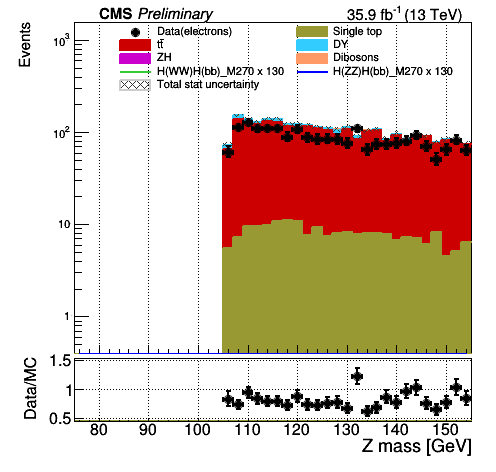 CMS Preliminary 35.9 fb⁻¹ (13 TeV)
Events
Data(electrons) Single top
tt̄ DY
ZH Dibosons
H(WW)H(bb)_M270 x 130 H(ZZ)H(bb)_M270 x 130
Total stat uncertainty
10³
10²
10
1
Data/MC
1.5
1
0.5
80 90 100 110 120 130 140 150
Z mass [GeV]